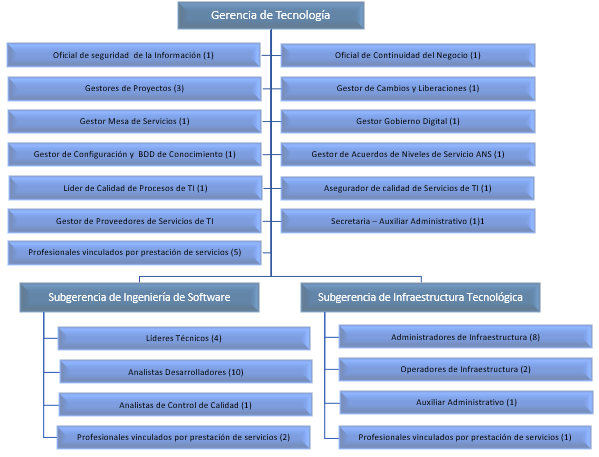 Gerencia de Tecnología
Oficial de seguridad de la Información (1)
Oficial de Continuidad del Negocio (1)
Gestores de Proyectos (3)
Gestor de Cambios y Liberaciones (1)
Gestor Mesa de Servicios (1)
Gestor Gobierno Digital (1)
Gestor de Configuración y BDD de Conocimiento (1)
Gestor de Acuerdos de Niveles de Servicio ANS (1)
Líder de Calidad de Procesos de TI (1)
Asegurador de calidad de Servicios de TI (1)
Gestor de Proveedores de Servicios de TI
Secretaria – Auxiliar Administrativo (1)1
Profesionales vinculados por prestación de servicios (5)
Subgerencia de Ingeniería de Software
Líderes Técnicos (4)
Analistas Desarrolladores (10)
Analistas de Control de Calidad (1)
Profesionales vinculados por prestación de servicios (2)
Subgerencia de Infraestructura Tecnológica
Administradores de Infraestructura (8)
Operadores de Infraestructura (2)
Auxiliar Administrativo (1)
Profesionales vinculados por prestación de servicios (1)